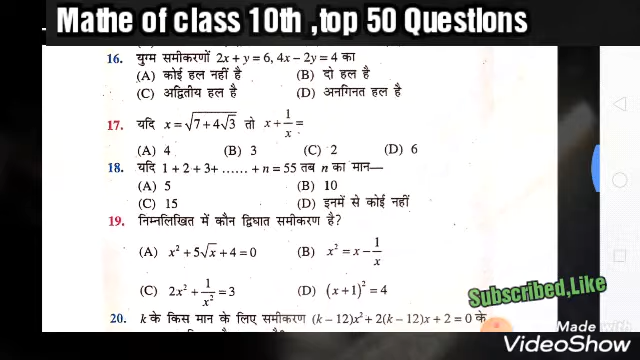 Mathe of class 10th ,top 50 Questions
16. युग्म समीकरणों 2x + y = 6, 4x − 2y = 4 का
(A) कोई हल नहीं है (B) दो हल है
(C) अद्वितीय हल है (D) अनगिनत हल है
17. यदि x = √(7 + 4√3) तो x + 1/x =
(A) 4 (B) 3 (C) 2 (D) 6
18. यदि 1 + 2 + 3+ ...... + n = 55 तब n का मान—
(A) 5 (B) 10
(C) 15 (D) इनमें से कोई नहीं
19. निम्नलिखित में कौन द्विघात समीकरण है?
(A) x² + 5√x + 4 = 0 (B) x² = x − 1/x
(C) 2x² + 1/x² = 3 (D) (x + 1)² = 4
Subscribed,Like
20. k के किस मान के लिए समीकरण (k − 12)x² + 2(k − 12)x + 2 = 0 के
Made with
VideoShow